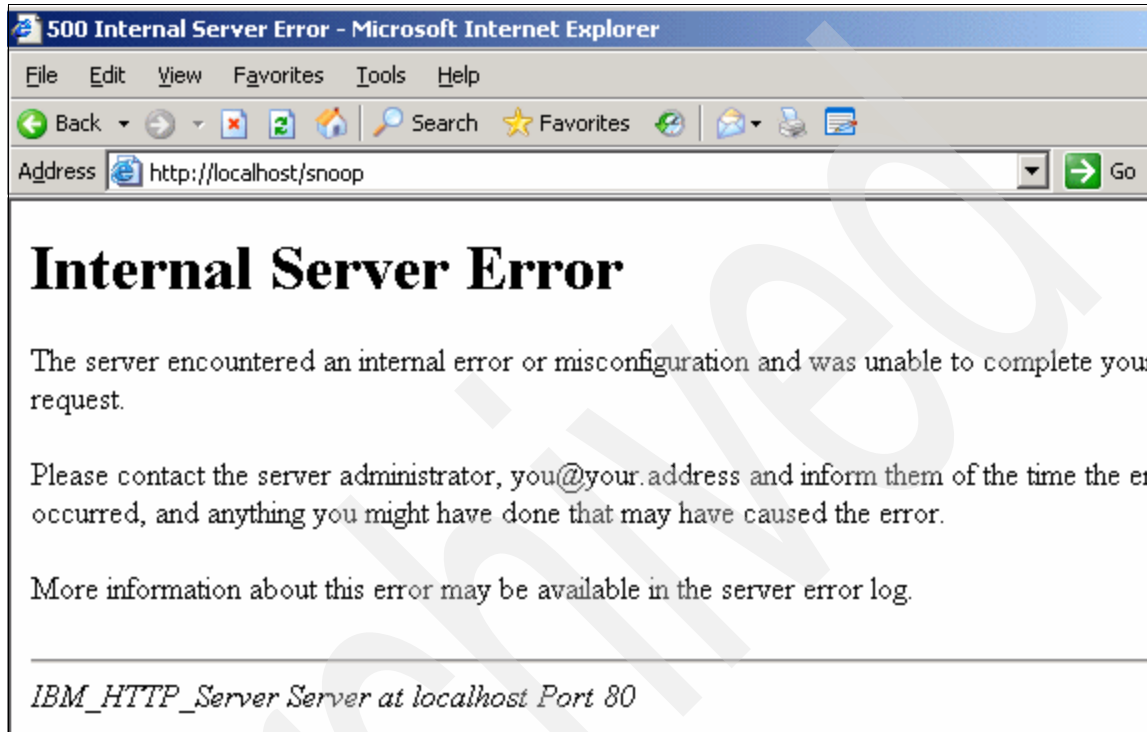 500 Internal Server Error - Microsoft Internet Explorer
File Edit View Favorites Tools Help
Back Search Favorites
Address http://localhost/snoop Go
Internal Server Error
The server encountered an internal error or misconfiguration and was unable to complete your
request.
Please contact the server administrator, you@your.address and inform them of the time the er
occurred, and anything you might have done that may have caused the error.
More information about this error may be available in the server error log.
IBM_HTTP_Server Server at localhost Port 80
hived